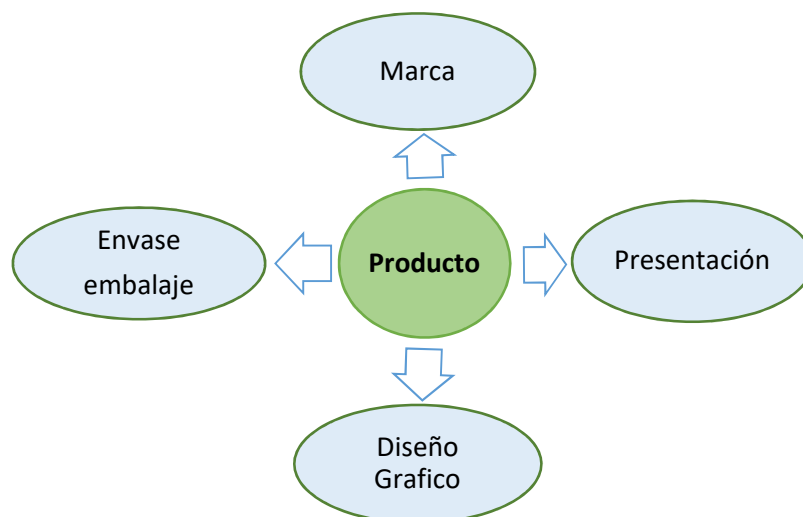 Marca
Envase
embalaje
Producto
Presentación
Diseño
Grafico